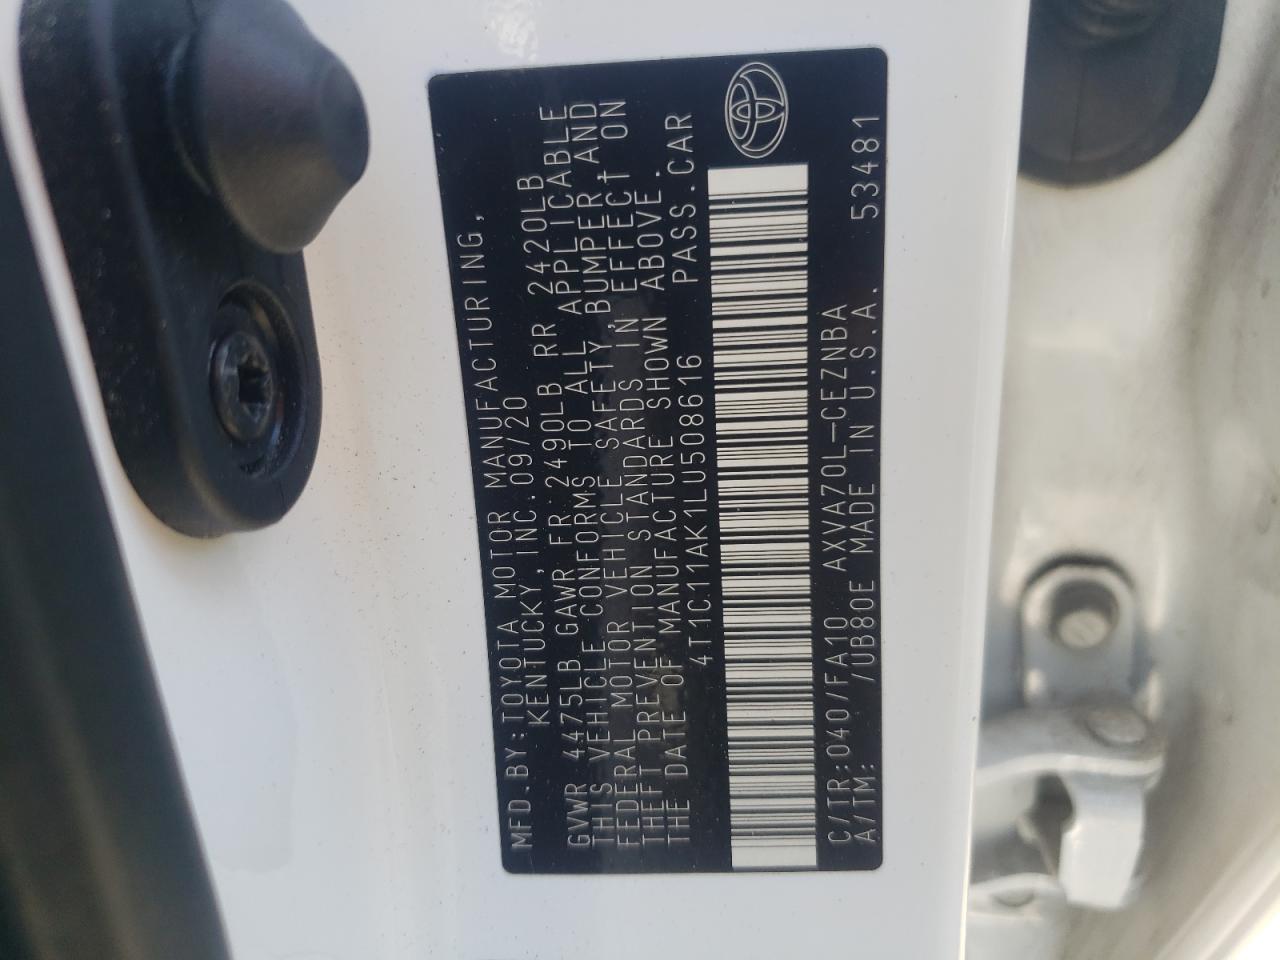 MFD.BY:TOYOTA MOTOR MANUFACTURING,
KENTUCKY,INC.09/20
GVWR 4475LB GAWR FR 2490LB RR 2420LB
THIS VEHICLE CONFORMS TO ALL APPLICABLE
FEDERAL MOTOR VEHICLE SAFETY,BUMPER,AND
THEFT PREVENTION STANDARDS IN EFFECT ON
THE DATE OF MANUFACTURE SHOWN ABOVE.
4T1C11AK1LU508616 PASS.CAR
C/TR:040/FA10 AXVA70L-CEZNBA
A/TM: /UB80E MADE IN U.S.A. 53481